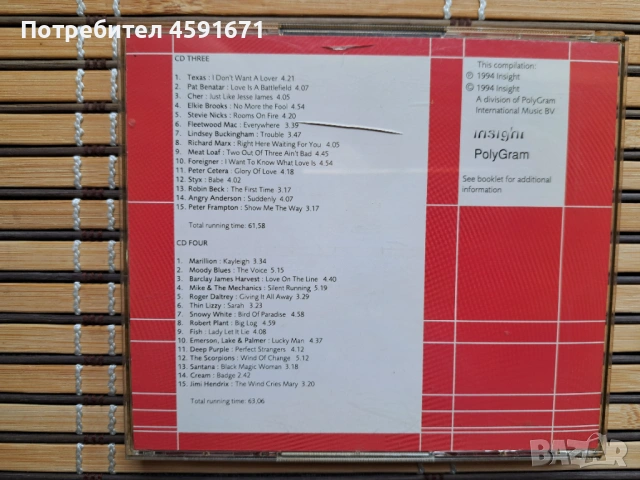 Потребител 4591671
CD THREE
1. Texas : I Don't Want A Lover 4.21
2. Pat Benatar : Love Is A Battlefield 4.07
3. Cher : Just Like Jesse James 4.05
4. Elkie Brooks : No More the Fool 4.54
5. Stevie Nicks : Rooms On Fire 4.20
6. Fleetwood Mac : Everywhere 3.39
7. Lindsey Buckingham : Trouble 3.47
8. Richard Marx : Right Here Waiting For You 4.05
9. Meat Loaf : Two Out Of Three Ain't Bad 4.45
10. Foreigner : I Want To Know What Love Is 4.54
11. Peter Cetera : Glory Of Love 4.18
12. Styx : Babe 4.02
13. Robin Beck : The First Time 3.17
14. Angry Anderson : Suddenly 4.07
15. Peter Frampton : Show Me The Way 3.17
Total running time: 61,58
CD FOUR
1. Marillion : Kayleigh 3.34
2. Moody Blues : The Voice 5.15
3. Barclay James Harvest : Love On The Line 4.40
4. Mike & The Mechanics : Silent Running 5.19
5. Roger Daltrey : Giving It All Away 3.29
6. Thin Lizzy : Sarah 3.23
7. Snowy White : Bird Of Paradise 4.58
8. Robert Plant : Big Log 4.59
9. Fish : Lady Let It Lie 4.08
10. Emerson, Lake & Palmer : Lucky Man 4.37
11. Deep Purple : Perfect Strangers 4.12
12. The Scorpions : Wind Of Change 5.12
13. Santana : Black Magic Woman 3.18
14. Cream : Badge 2.42
15. Jimi Hendrix : The Wind Cries Mary 3.20
Total running time: 63.06
This compilation:
℗ 1994 Insight
© 1994 Insight
A division of PolyGram
International Music BV
insight
PolyGram
See booklet for additional
information
BAZAR